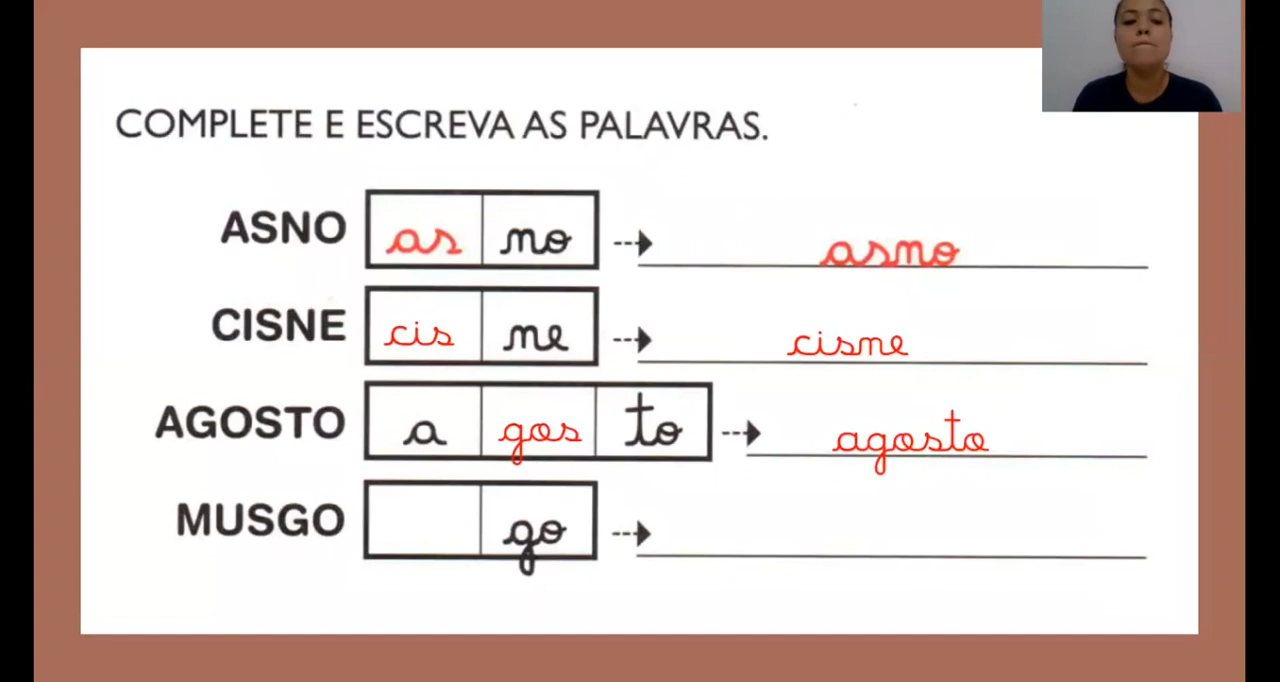 COMPLETE E ESCREVA AS PALAVRAS.
ASNO as no asno
CISNE cis ne cisne
AGOSTO a gos to agosto
MUSGO go